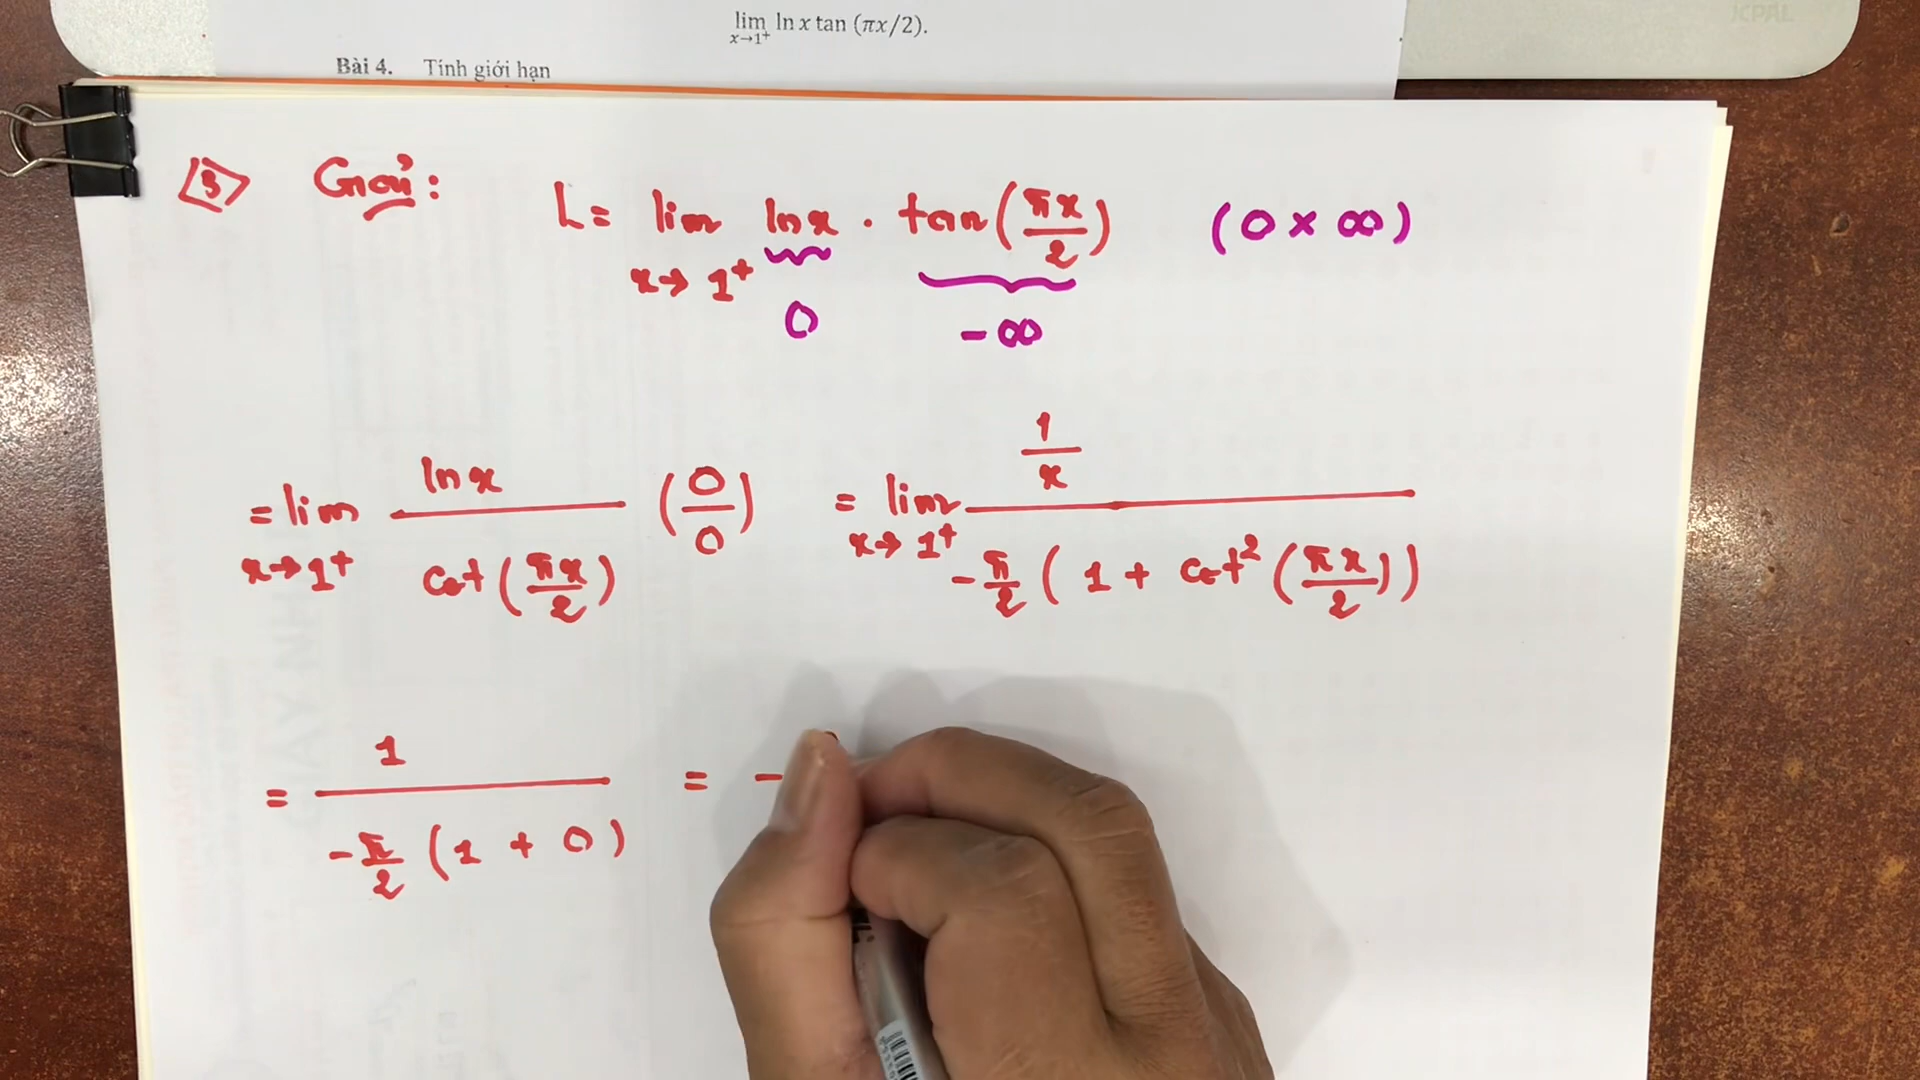 JCPAL
lim ln x tan (πx/2).
x→1⁺
Bài 4. Tính giới hạn
3 Giải: L = lim ln x . tan(πx/2) (0 × ∞)
x → 1⁺
0 -∞
= lim ln x / cot(πx/2) (0/0) = lim (1/x) / (-π/2 (1 + cot²(πx/2)))
x → 1⁺ x → 1⁺
= 1 / (-π/2 (1 + 0)) = -